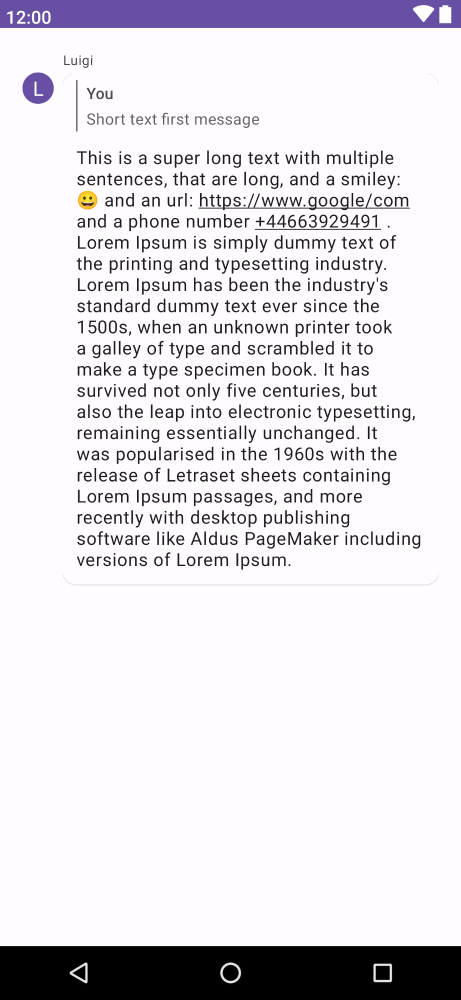 12:00
Luigi
L
You
Short text first message
This is a super long text with multiple
sentences, that are long, and a smiley:
😀 and an url: https://www.google/com
and a phone number +44663929491 .
Lorem Ipsum is simply dummy text of
the printing and typesetting industry.
Lorem Ipsum has been the industry's
standard dummy text ever since the
1500s, when an unknown printer took
a galley of type and scrambled it to
make a type specimen book. It has
survived not only five centuries, but
also the leap into electronic typesetting,
remaining essentially unchanged. It
was popularised in the 1960s with the
release of Letraset sheets containing
Lorem Ipsum passages, and more
recently with desktop publishing
software like Aldus PageMaker including
versions of Lorem Ipsum.